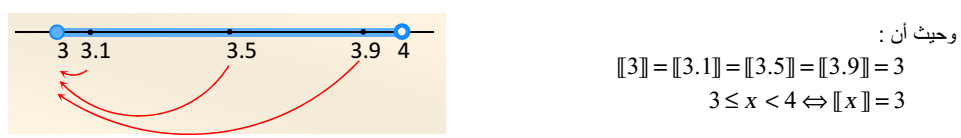 وحيث أن :
⟦3⟧ = ⟦3.1⟧ = ⟦3.5⟧ = ⟦3.9⟧ = 3
3 ≤ x < 4 ⇔ ⟦x⟧ = 3
3 3.1 3.5 3.9 4